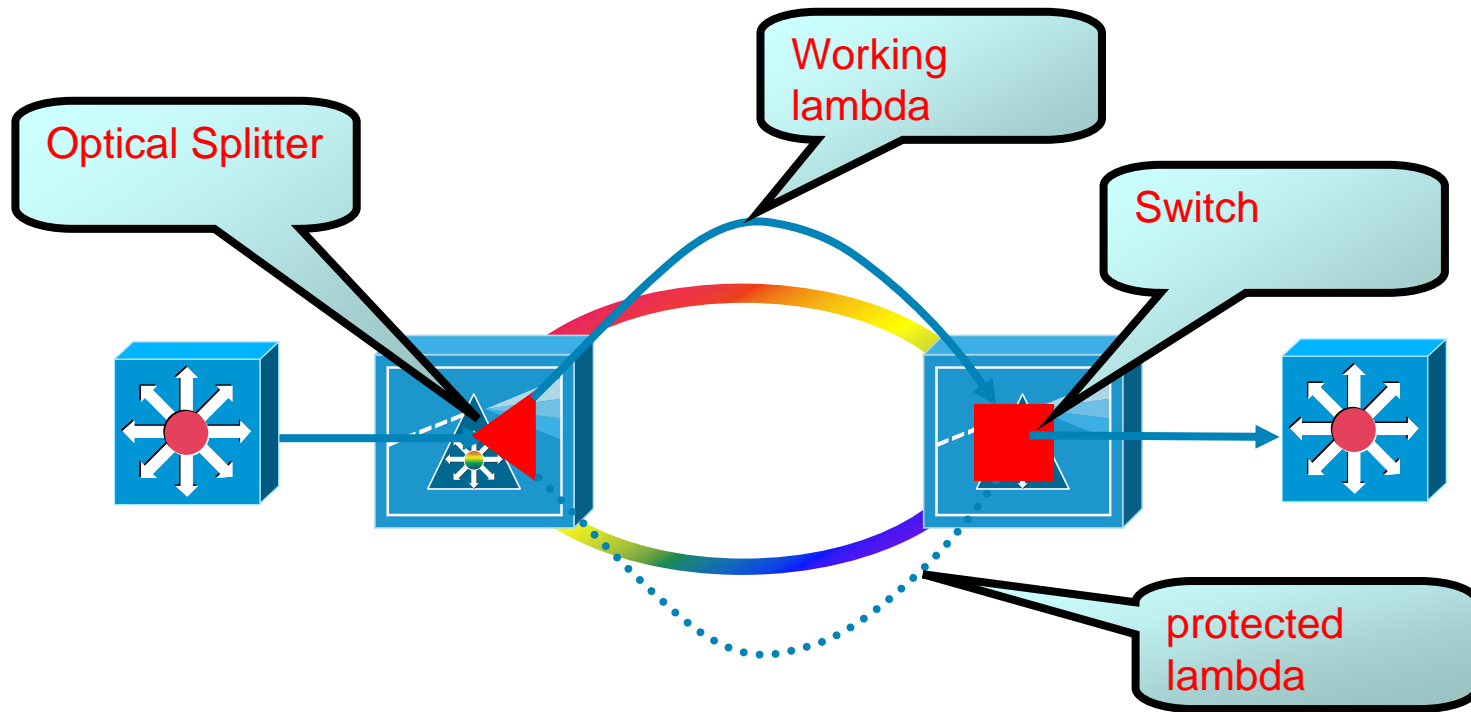 Working
lambda
Optical Splitter
Switch
protected
lambda